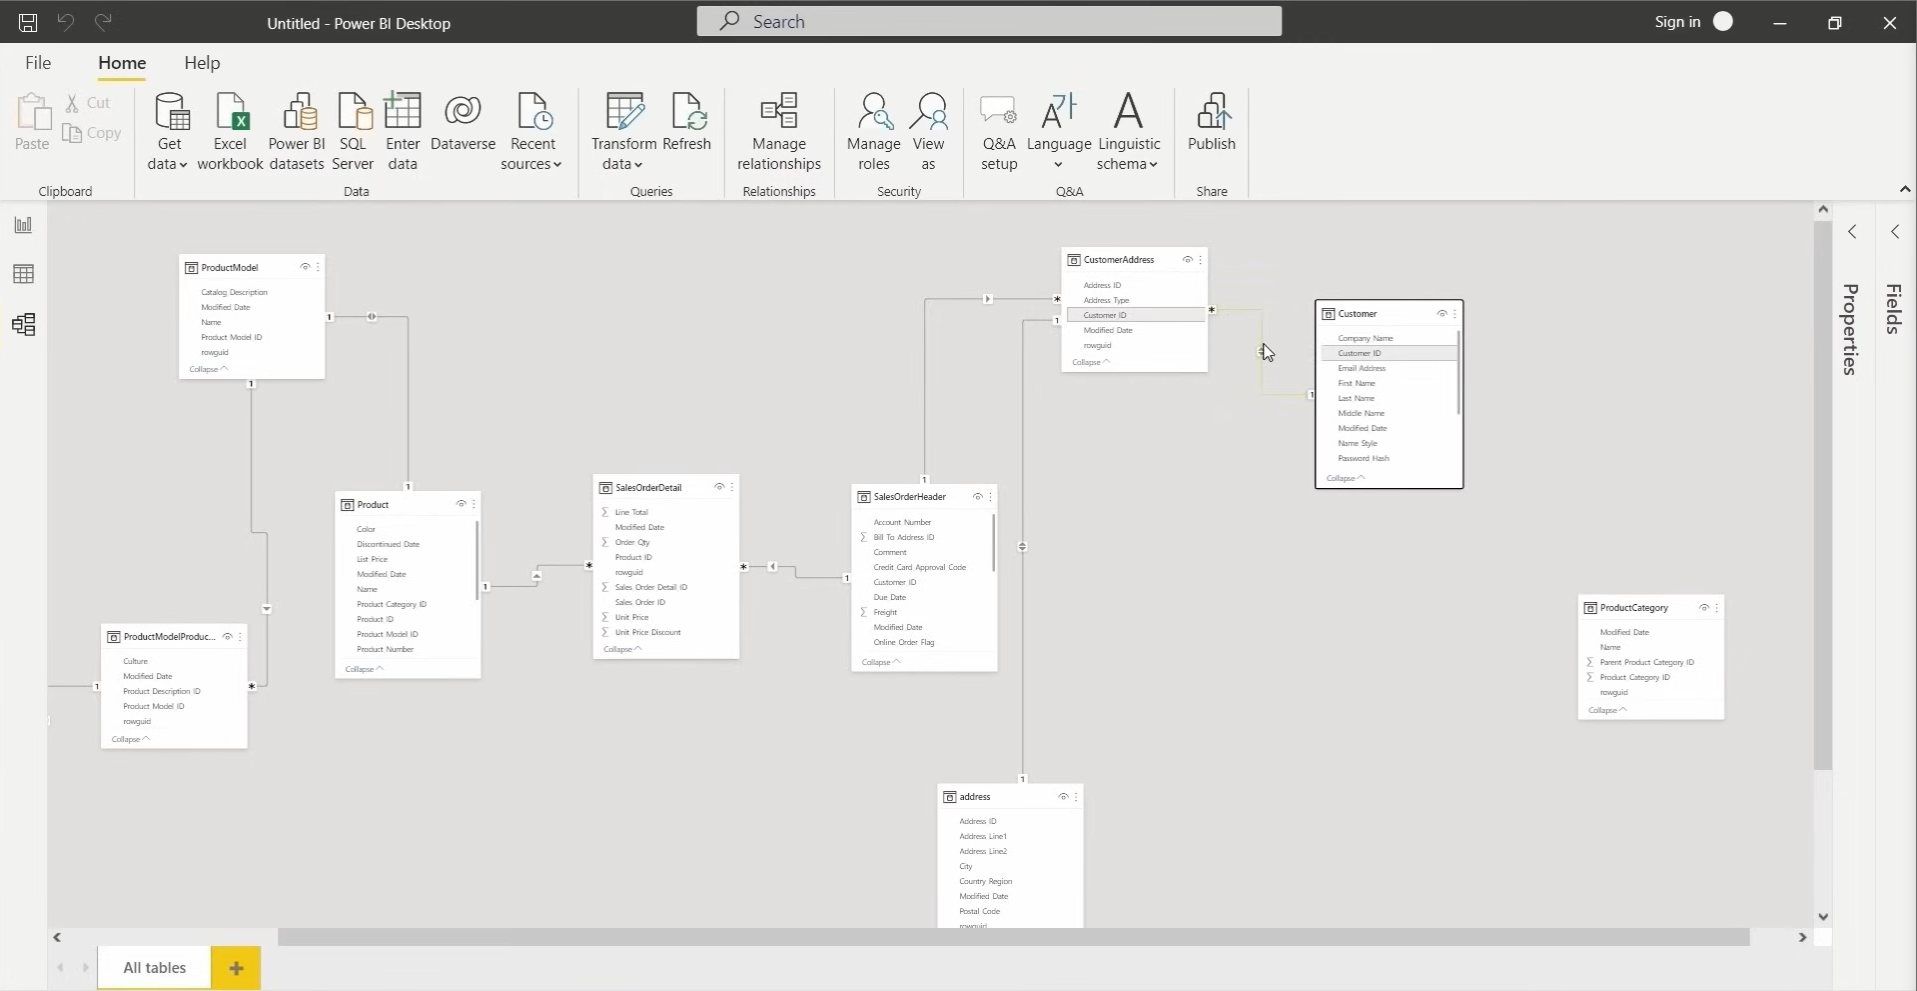 Untitled - Power BI Desktop
Search
Sign in
File
Home
Help
Paste
Cut
Copy
Clipboard
Get data
Excel workbook
Power BI datasets
SQL Server
Enter data
Dataverse
Recent sources
Data
Transform data
Refresh
Queries
Manage relationships
Relationships
Manage roles
View as
Security
Q&A setup
Language
Linguistic schema
Q&A
Publish
Share
ProductModel
Catalog Description
Modified Date
Name
Product Model ID
rowguid
Collapse
1
1
1
CustomerAddress
Address ID
Address Type
Customer ID
Modified Date
rowguid
Collapse
*
1
*
Customer
Company Name
Customer ID
Email Address
First Name
Last Name
Middle Name
Modified Date
Name Style
Password Hash
Collapse
1
Properties
Fields
Product
Color
Discontinued Date
List Price
Modified Date
Name
Product Category ID
Product ID
Product Model ID
Product Number
Collapse
1
SalesOrderDetail
Σ Line Total
Modified Date
Σ Order Qty
Product ID
rowguid
Σ Sales Order Detail ID
Sales Order ID
Σ Unit Price
Σ Unit Price Discount
Collapse
*
*
1
SalesOrderHeader
Account Number
Σ Bill To Address ID
Comment
Credit Card Approval Code
Customer ID
Due Date
Σ Freight
Modified Date
Online Order Flag
Collapse
1
ProductCategory
Modified Date
Name
Σ Parent Product Category ID
Σ Product Category ID
rowguid
Collapse
ProductModelProduc...
Culture
Modified Date
Product Description ID
Product Model ID
rowguid
Collapse
1
*
1
address
Address ID
Address Line1
Address Line2
City
Country Region
Modified Date
Postal Code
rowguid
All tables
+